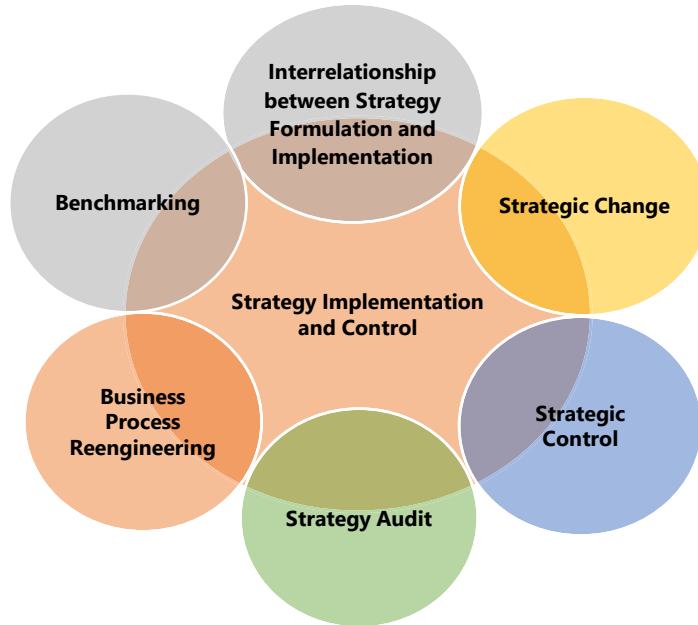 Interrelationship
between Strategy
Formulation and
Implementation
Benchmarking
Strategic Change
Strategy Implementation
and Control
Business
Process
Reengineering
Strategic
Control
Strategy Audit